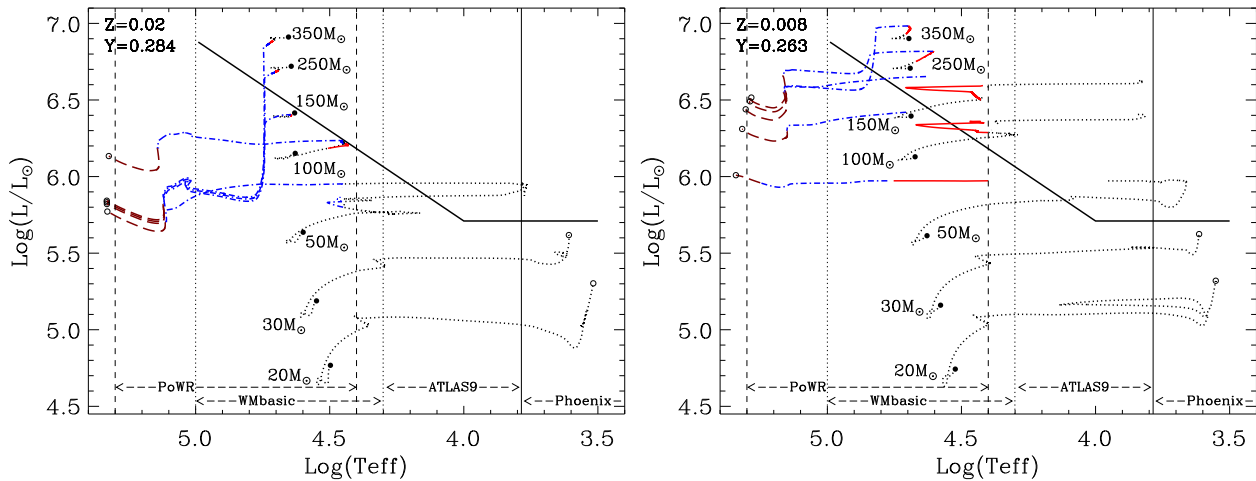 Z=0.02
Y=0.284
350M⊙
250M⊙
150M⊙
100M⊙
50M⊙
30M⊙
20M⊙
PoWR
WMbasic
ATLAS9
Phoenix
7.0
6.5
6.0
5.5
5.0
4.5
Log(L/L⊙)
5.0 4.5 4.0 3.5
Log(Teff)
Z=0.008
Y=0.263
350M⊙
250M⊙
150M⊙
100M⊙
50M⊙
30M⊙
20M⊙
PoWR
WMbasic
ATLAS9
Phoenix
7.0
6.5
6.0
5.5
5.0
4.5
Log(L/L⊙)
5.0 4.5 4.0 3.5
Log(Teff)